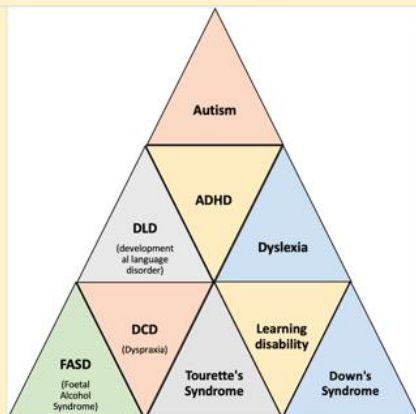 Autism
ADHD
DLD
(development
al language
disorder)
Dyslexia
DCD
(Dyspraxia)
Learning
disability
FASD
(Foetal
Alcohol
Syndrome)
Tourette's
Syndrome
Down's
Syndrome